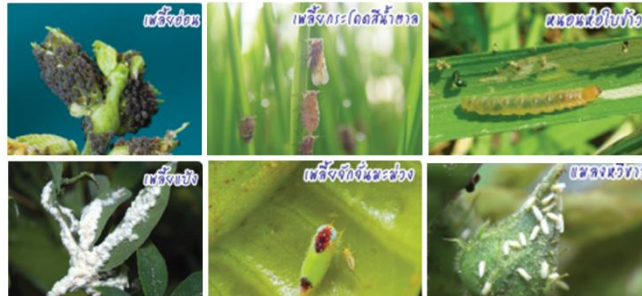 เพลี้ยอ่อน
เพลี้ยกระโดดสีน้ำตาล
หนอนห่อใบข้าว
เพลี้ยแป้ง
เพลี้ยจักจั่นมะม่วง
แมลงหวี่ขาว